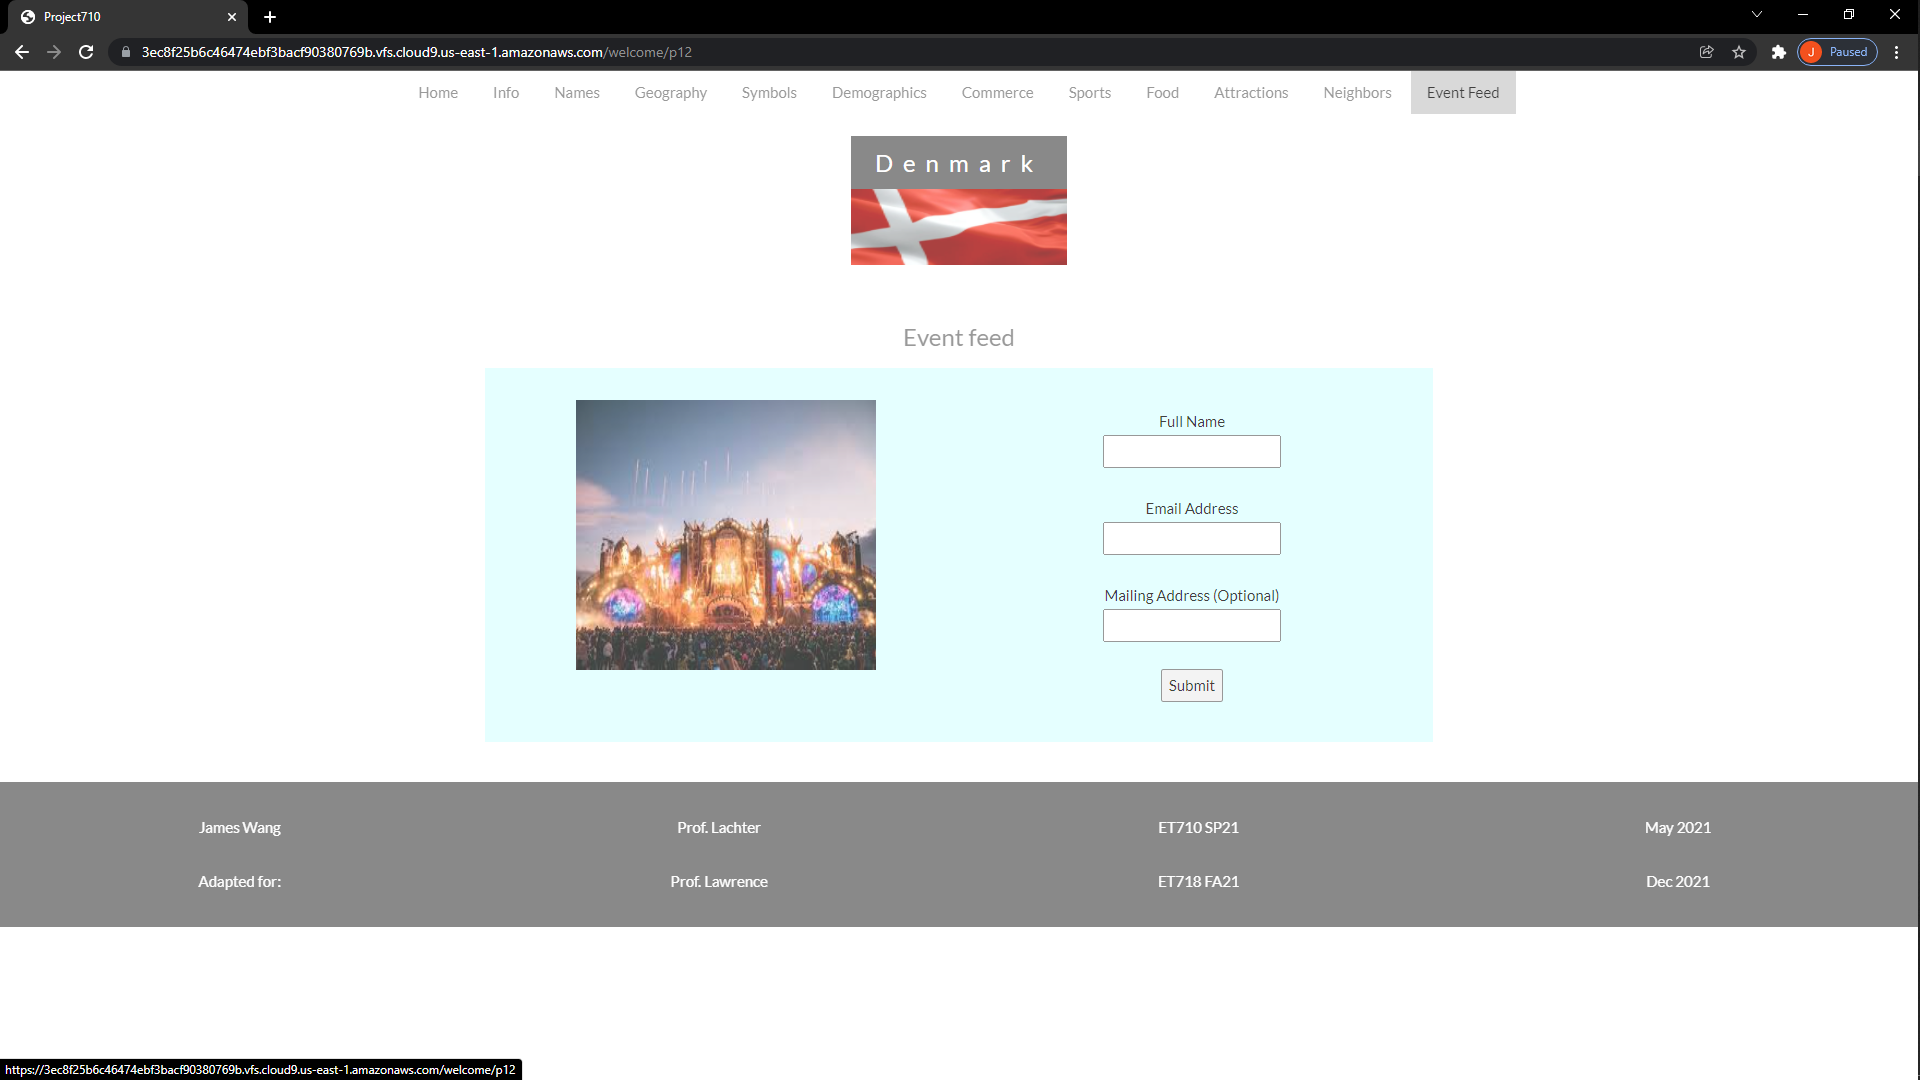 Project710
3ec8f25b6c46474ebf3bacf90380769b.vfs.cloud9.us-east-1.amazonaws.com/welcome/p12
J Paused
Home Info Names Geography Symbols Demographics Commerce Sports Food Attractions Neighbors Event Feed
Denmark
Event feed
Full Name
Email Address
Mailing Address (Optional)
Submit
James Wang Prof. Lachter ET710 SP21 May 2021
Adapted for: Prof. Lawrence ET718 FA21 Dec 2021
https://3ec8f25b6c46474ebf3bacf90380769b.vfs.cloud9.us-east-1.amazonaws.com/welcome/p12